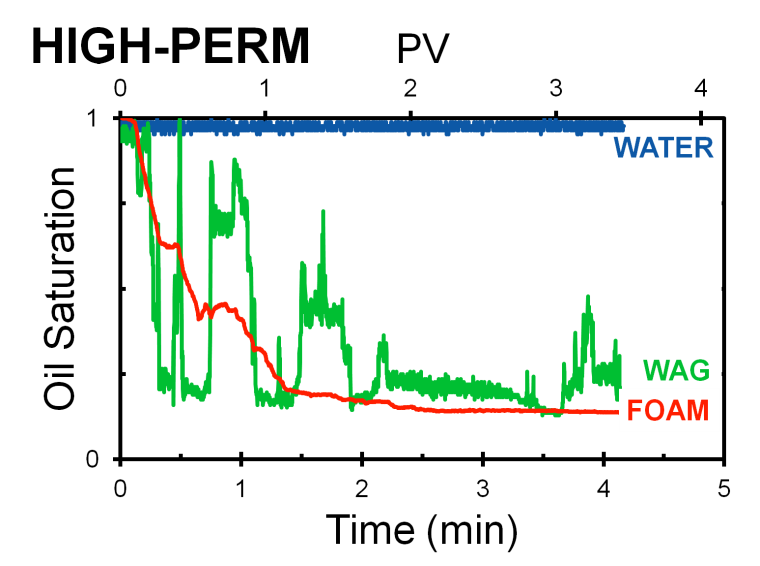 HIGH-PERM PV
0 1 2 3 4
1
WATER
Oil Saturation
WAG
FOAM
0
0 1 2 3 4 5
Time (min)